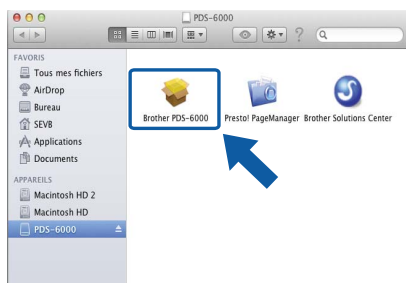 PDS-6000
FAVORIS
Tous mes fichiers
AirDrop
Bureau
SEVB
Applications
Documents
APPAREILS
Macintosh HD 2
Macintosh HD
PDS-6000
Brother PDS-6000
Presto! PageManager
Brother Solutions Center